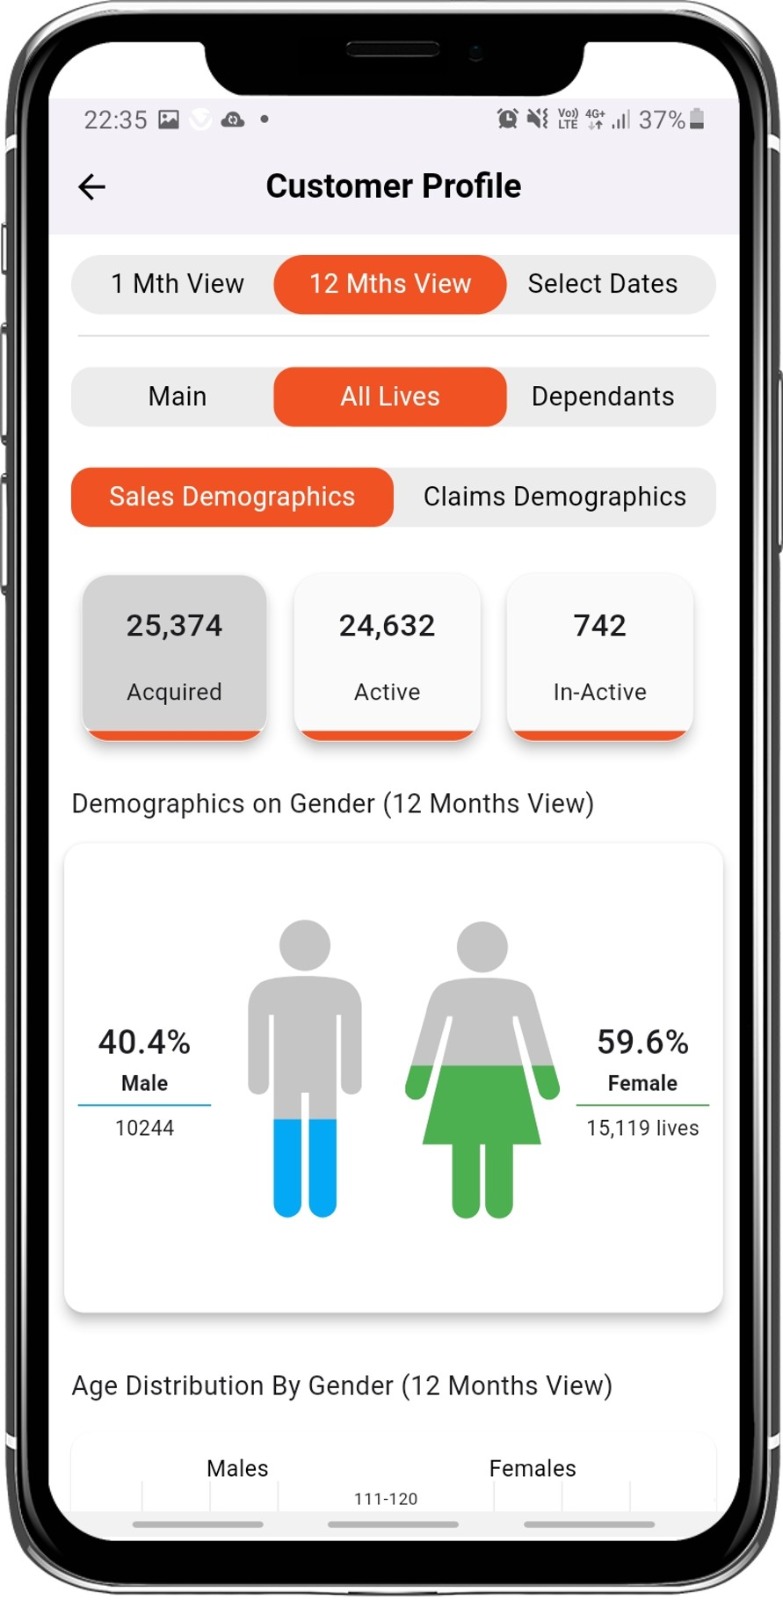 22:35 Vo)) LTE 4G+ 37%
Customer Profile
1 Mth View 12 Mths View Select Dates
Main All Lives Dependants
Sales Demographics Claims Demographics
25,374 24,632 742
Acquired Active In-Active
Demographics on Gender (12 Months View)
40.4% 59.6%
Male Female
10244 15,119 lives
Age Distribution By Gender (12 Months View)
Males Females
111-120